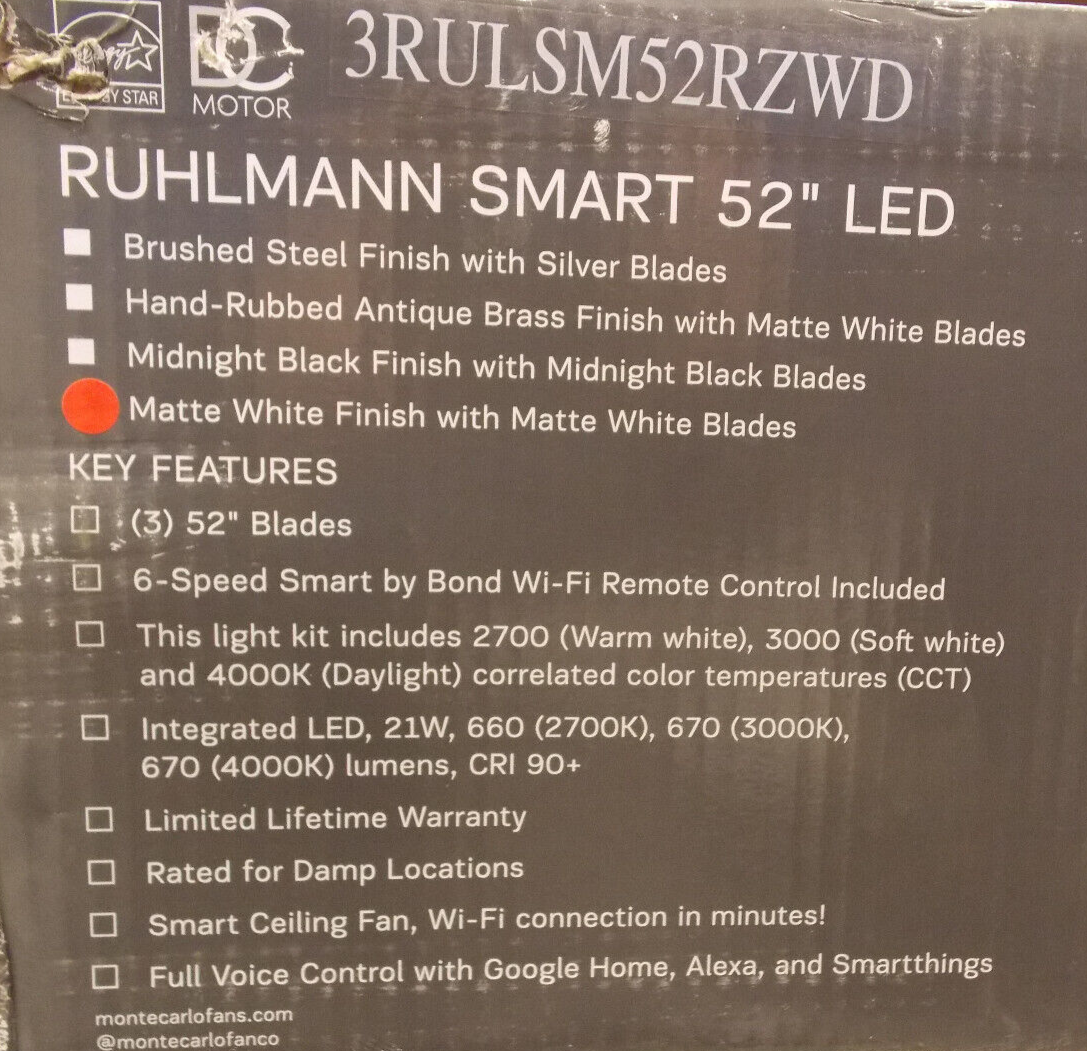 ENERGY STAR
DC
MOTOR
3RULSM52RZWD
RUHLMANN SMART 52" LED
Brushed Steel Finish with Silver Blades
Hand-Rubbed Antique Brass Finish with Matte White Blades
Midnight Black Finish with Midnight Black Blades
Matte White Finish with Matte White Blades
KEY FEATURES
(3) 52" Blades
6-Speed Smart by Bond Wi-Fi Remote Control Included
This light kit includes 2700 (Warm white), 3000 (Soft white)
and 4000K (Daylight) correlated color temperatures (CCT)
Integrated LED, 21W, 660 (2700K), 670 (3000K),
670 (4000K) lumens, CRI 90+
Limited Lifetime Warranty
Rated for Damp Locations
Smart Ceiling Fan, Wi-Fi connection in minutes!
Full Voice Control with Google Home, Alexa, and Smartthings
montecarlofans.com
@montecarlofanco